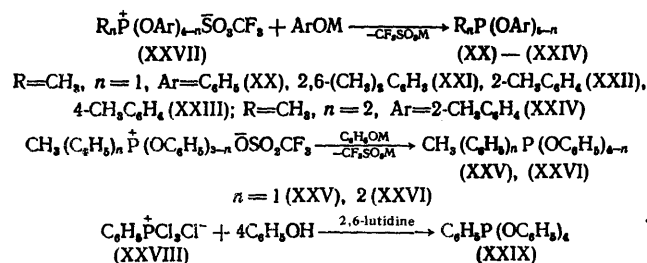 RₙP⁺(OAr)₄₋ₙS̄O₃CF₃ + ArOM —(−CF₃SO₃M)→ RₙP(OAr)₅₋ₙ
(XXVII) (XX) — (XXIV)
R=CH₃, n=1, Ar=C₆H₅(XX), 2,6-(CH₃)₂C₆H₃(XXI), 2-CH₃C₆H₄(XXII),
4-CH₃C₆H₄(XXIII); R=CH₃, n=2, Ar=2-CH₃C₆H₄(XXIV)
CH₃(C₆H₅)ₙP⁺(OC₆H₅)₃₋ₙŌSO₂CF₃ —(C₆H₅OM / −CF₃SO₃M)→ CH₃(C₆H₅)ₙP(OC₆H₅)₄₋ₙ
(XXV), (XXVI)
n=1(XXV), 2(XXVI)
C₆H₅P⁺Cl₃Cl⁻ + 4C₆H₅OH —(2,6-lutidine)→ C₆H₅P(OC₆H₅)₄
(XXVIII) (XXIX)